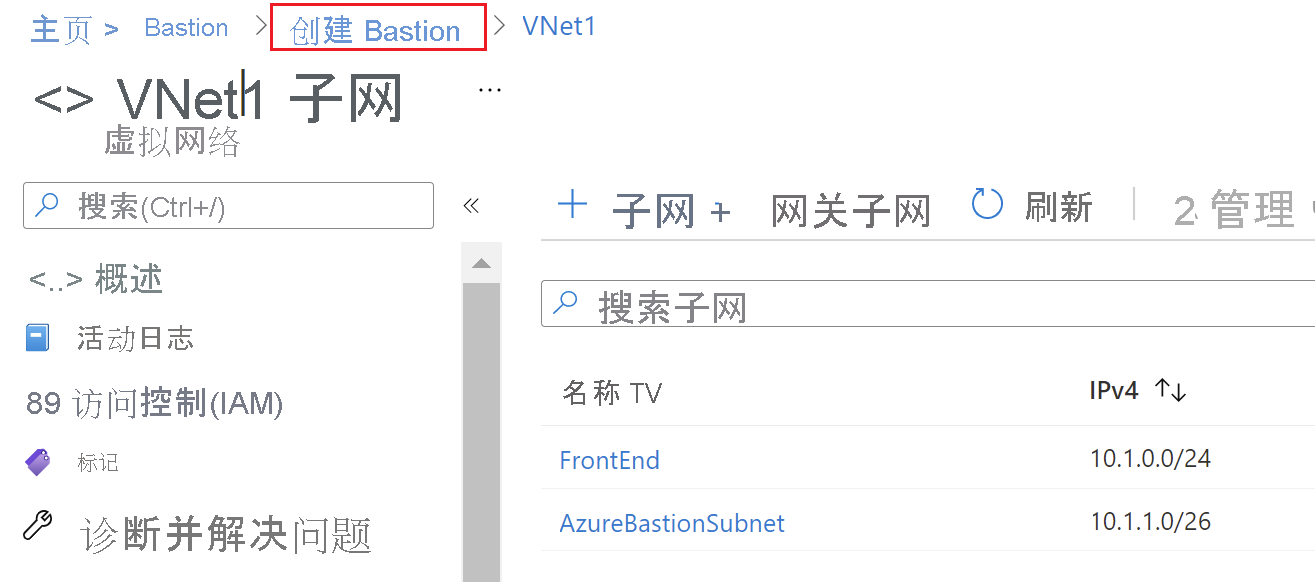 主页 > Bastion > 创建 Bastion > VNet1
<> VNet1 子网 ...
虚拟网络
搜索(Ctrl+/) «
+ 子网 + 网关子网 刷新 | 2 管理
<..> 概述
搜索子网
活动日志
名称 TV IPv4 ↑↓
89 访问控制(IAM)
FrontEnd 10.1.0.0/24
标记
AzureBastionSubnet 10.1.1.0/26
诊断并解决问题